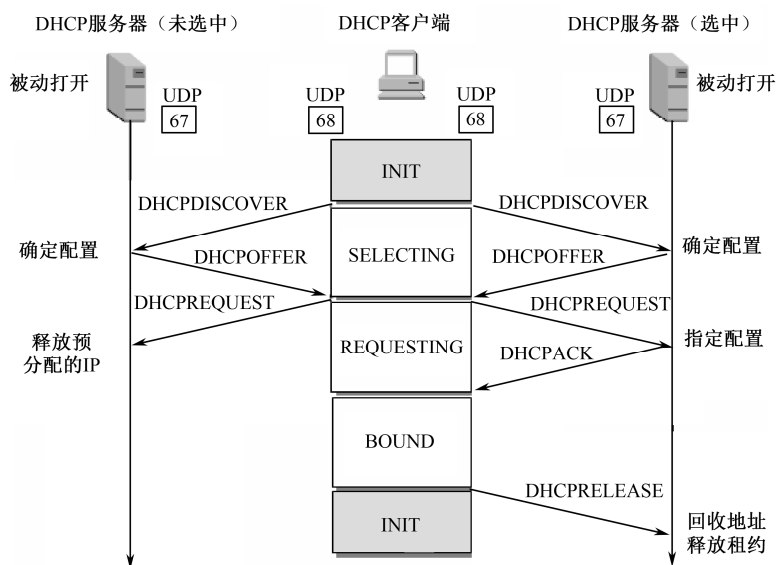 DHCP服务器（未选中）
DHCP客户端
DHCP服务器（选中）
被动打开
UDP
67
UDP
68
UDP
68
UDP
67
被动打开
INIT
DHCPDISCOVER
DHCPDISCOVER
确定配置
DHCPOFFER
SELECTING
DHCPOFFER
确定配置
DHCPREQUEST
DHCPREQUEST
释放预
分配的IP
REQUESTING
DHCPACK
指定配置
BOUND
DHCPRELEASE
INIT
回收地址
释放租约